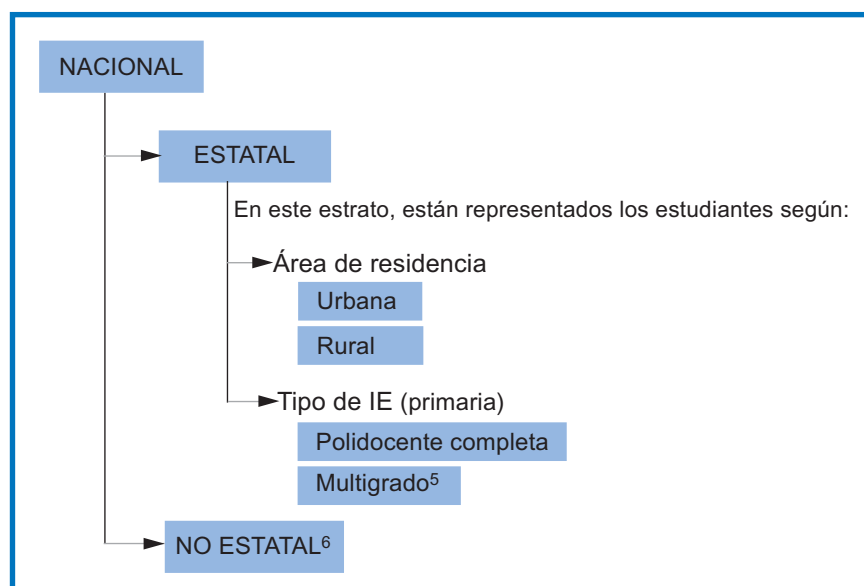 NACIONAL
ESTATAL
En este estrato, están representados los estudiantes según:
Área de residencia
Urbana
Rural
Tipo de IE (primaria)
Polidocente completa
Multigrado⁵
NO ESTATAL⁶